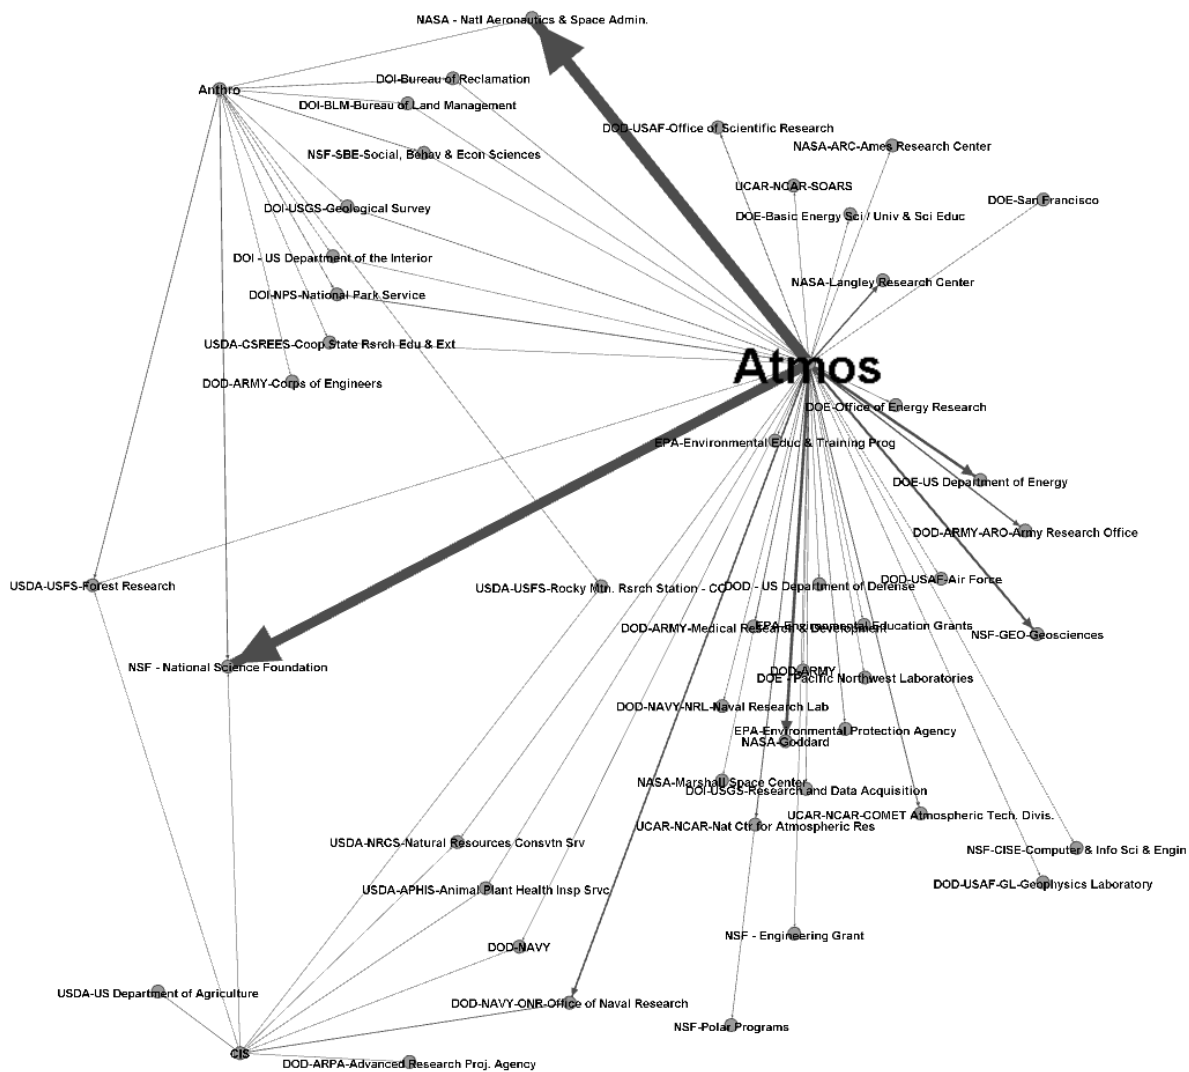 NASA - Natl Aeronautics & Space Admin.
DOI-Bureau of Reclamation
Anthro
DOI-BLM-Bureau of Land Management
DOD-USAF-Office of Scientific Research
NASA-ARC-Ames Research Center
NSF-SBE-Social, Behav & Econ Sciences
UCAR-NCAR-SOARS
DOE-San Francisco
DOI-USGS-Geological Survey
DOE-Basic Energy Sci / Univ & Sci Educ
DOI - US Department of the Interior
NASA-Langley Research Center
DOI-NPS-National Park Service
USDA-CSREES-Coop State Rsrch Edu & Ext
Atmos
DOD-ARMY-Corps of Engineers
DOE-Office of Energy Research
EPA-Environmental Educ & Training Prog
DOE-US Department of Energy
DOD-ARMY-ARO-Army Research Office
DOD-USAF-Air Force
USDA-USFS-Forest Research
USDA-USFS-Rocky Mtn. Rsrch Station - CO
DOD - US Department of Defense
DOD-ARMY-Medical Research & Development
EPA-Environmental Education Grants
NSF-GEO-Geosciences
NSF - National Science Foundation
DOD-ARMY
DOE - Pacific Northwest Laboratories
DOD-NAVY-NRL-Naval Research Lab
EPA-Environmental Protection Agency
NASA-Goddard
NASA-Marshall Space Center
DOI-USGS-Research and Data Acquisition
UCAR-NCAR-COMET Atmospheric Tech. Divis.
UCAR-NCAR-Nat Ctr for Atmospheric Res
USDA-NRCS-Natural Resources Consvtn Srv
NSF-CISE-Computer & Info Sci & Engin
DOD-USAF-GL-Geophysics Laboratory
USDA-APHIS-Animal Plant Health Insp Srvc
NSF - Engineering Grant
DOD-NAVY
USDA-US Department of Agriculture
DOD-NAVY-ONR-Office of Naval Research
NSF-Polar Programs
CIS
DOD-ARPA-Advanced Research Proj. Agency